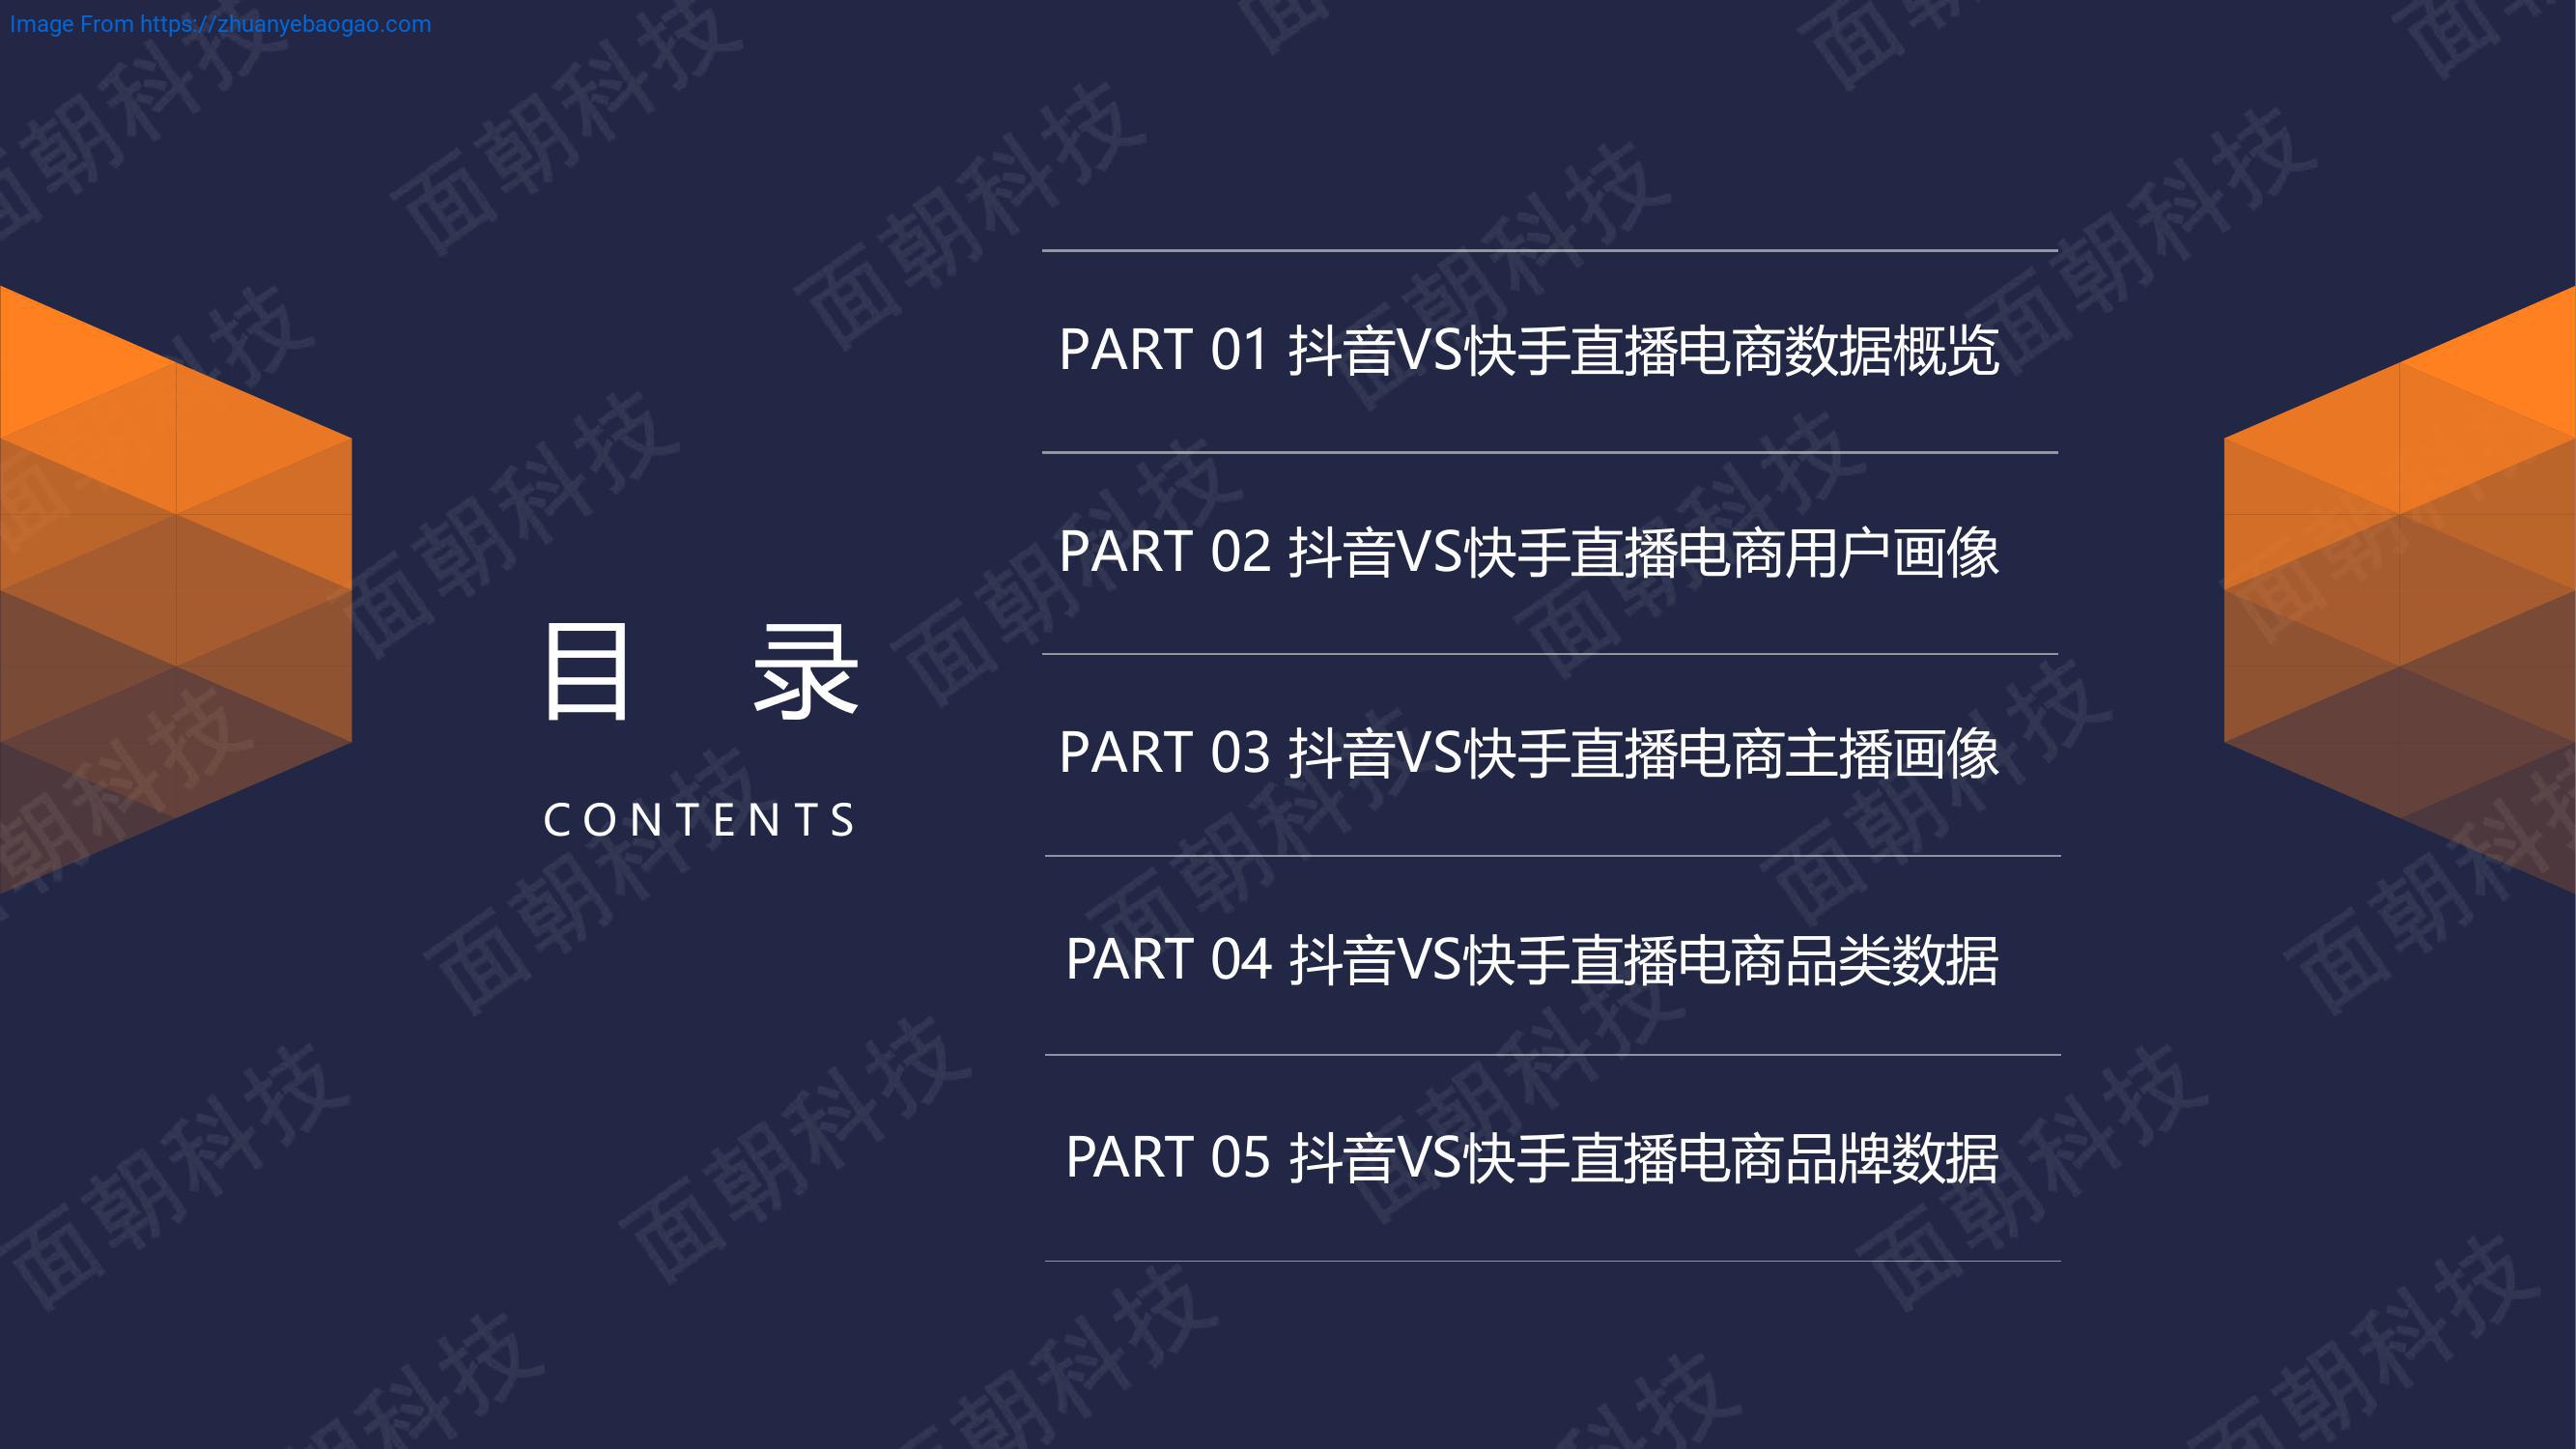 Image From https://zhuanyebaogao.com
目 录
CONTENTS
PART 01 抖音VS快手直播电商数据概览
PART 02 抖音VS快手直播电商用户画像
PART 03 抖音VS快手直播电商主播画像
PART 04 抖音VS快手直播电商品类数据
PART 05 抖音VS快手直播电商品牌数据
面朝科技